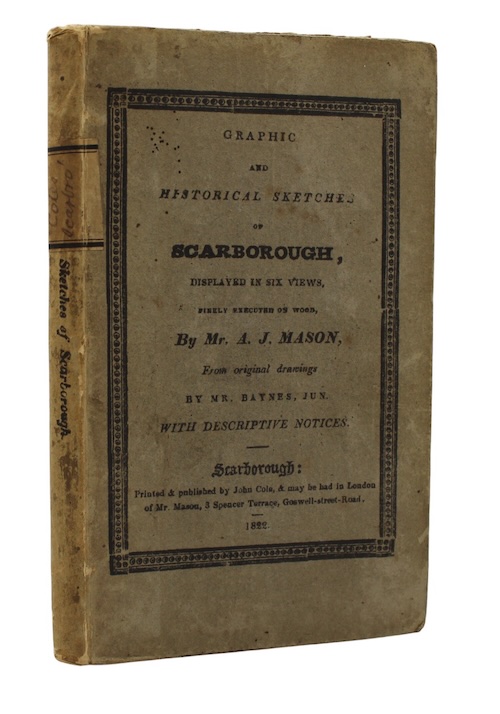 GRAPHIC
AND
HISTORICAL SKETCHES
OF
SCARBOROUGH,
DISPLAYED IN SIX VIEWS,
FINELY EXECUTED ON WOOD,
By Mr. A. J. MASON,
From original drawings
BY MR. BAYNES, JUN.
WITH DESCRIPTIVE NOTICES.
Scarborough:
Printed & published by John Cole, & may be had in London
of Mr. Mason, 3 Spencer Terrace, Goswell-street-Road.
1822.
Sketches of Scarborough